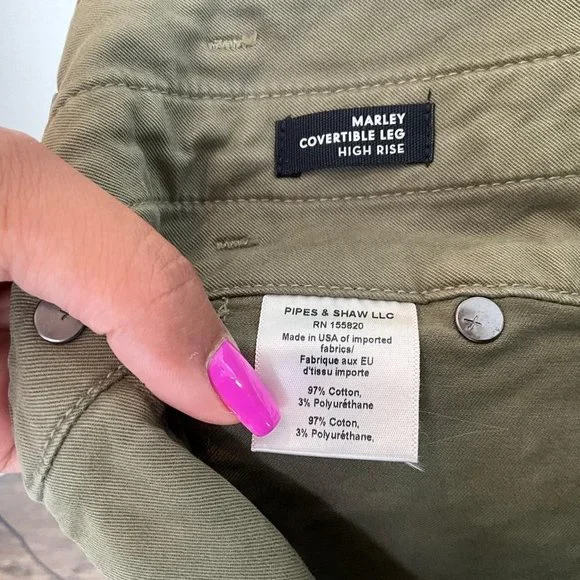 MARLEY
COVERTIBLE LEG
HIGH RISE
PIPES & SHAW LLC
RN 155820
Made in USA of imported
fabrics/
Fabrique aux EU
d'tissu importe
97% Cotton,
3% Polyuréthane
97% Coton,
3% Polyuréthane,